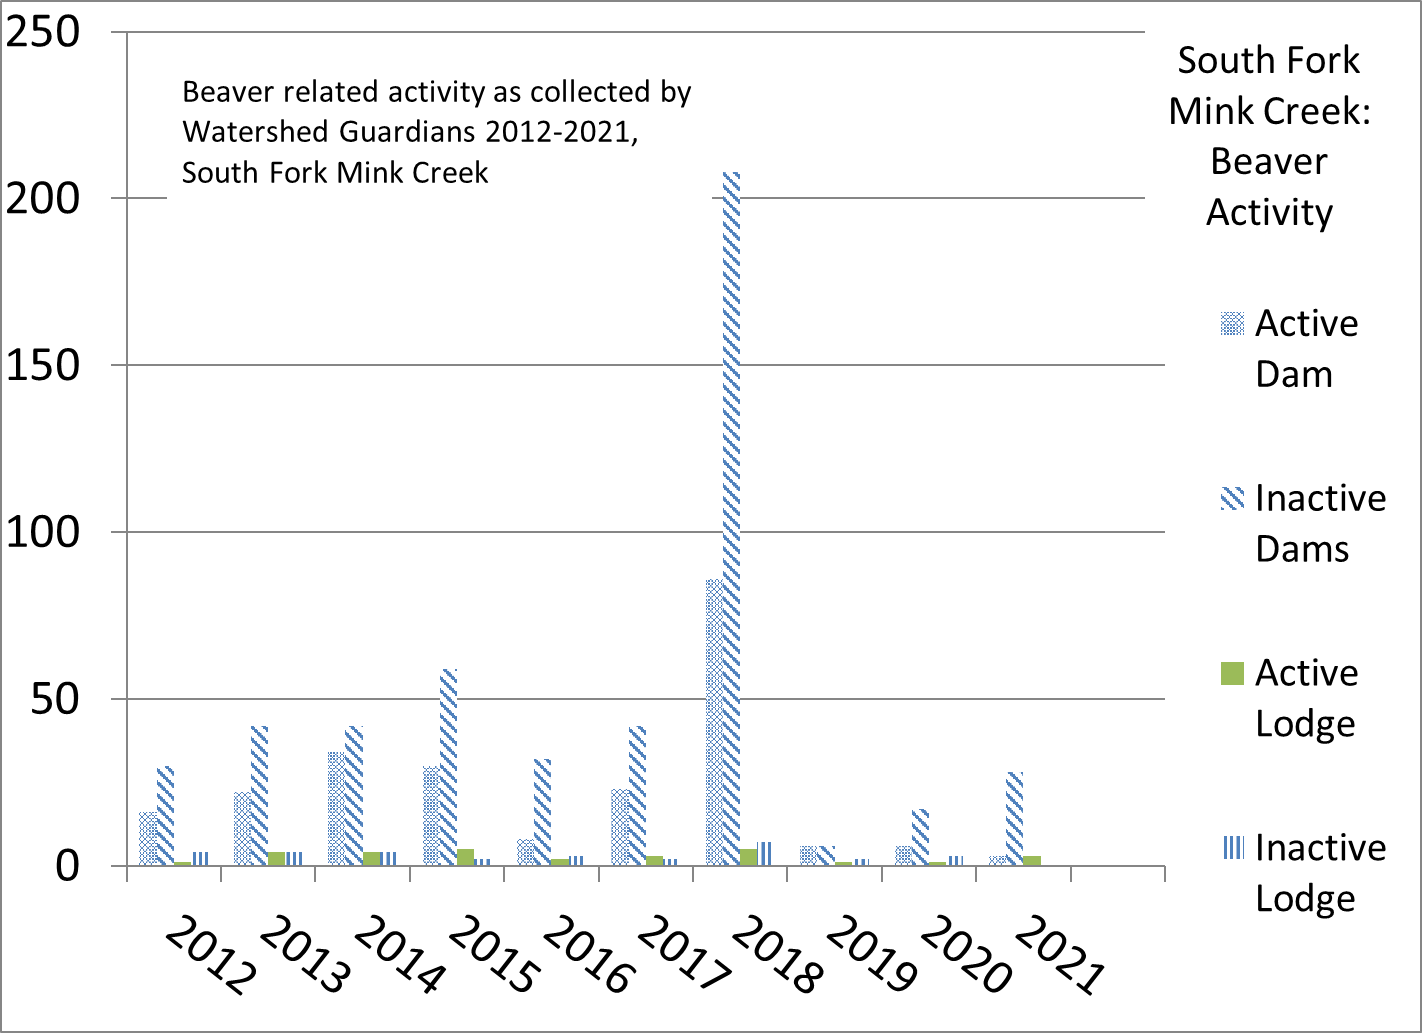 250
200
150
100
50
0
Beaver related activity as collected by
Watershed Guardians 2012-2021,
South Fork Mink Creek
2012
2013
2014
2015
2016
2017
2018
2019
2020
2021
South Fork
Mink Creek:
Beaver
Activity
Active
Dam
Inactive
Dams
Active
Lodge
Inactive
Lodge